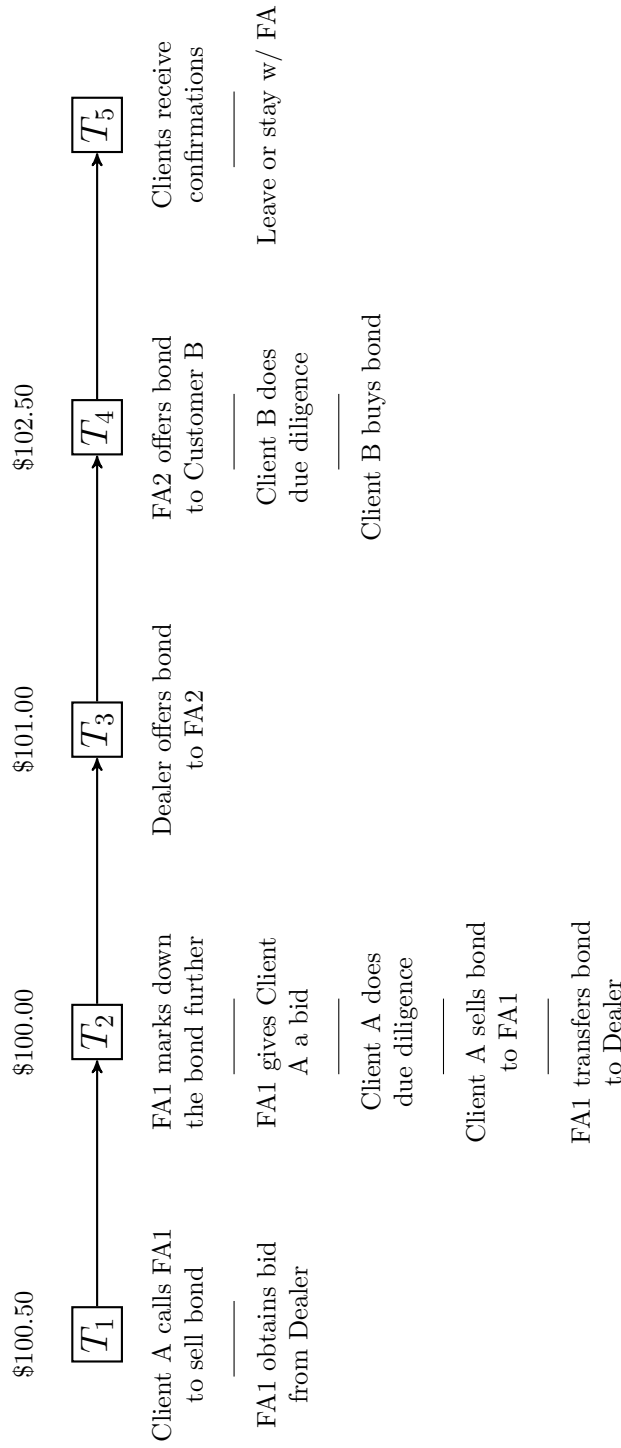 $100.50
T1
Client A calls FA1
to sell bond
FA1 obtains bid
from Dealer
$100.00
T2
FA1 marks down
the bond further
FA1 gives Client
A a bid
Client A does
due diligence
Client A sells bond
to FA1
FA1 transfers bond
to Dealer
$101.00
T3
Dealer offers bond
to FA2
$102.50
T4
FA2 offers bond
to Customer B
Client B does
due diligence
Client B buys bond
T5
Clients receive
confirmations
Leave or stay w/ FA